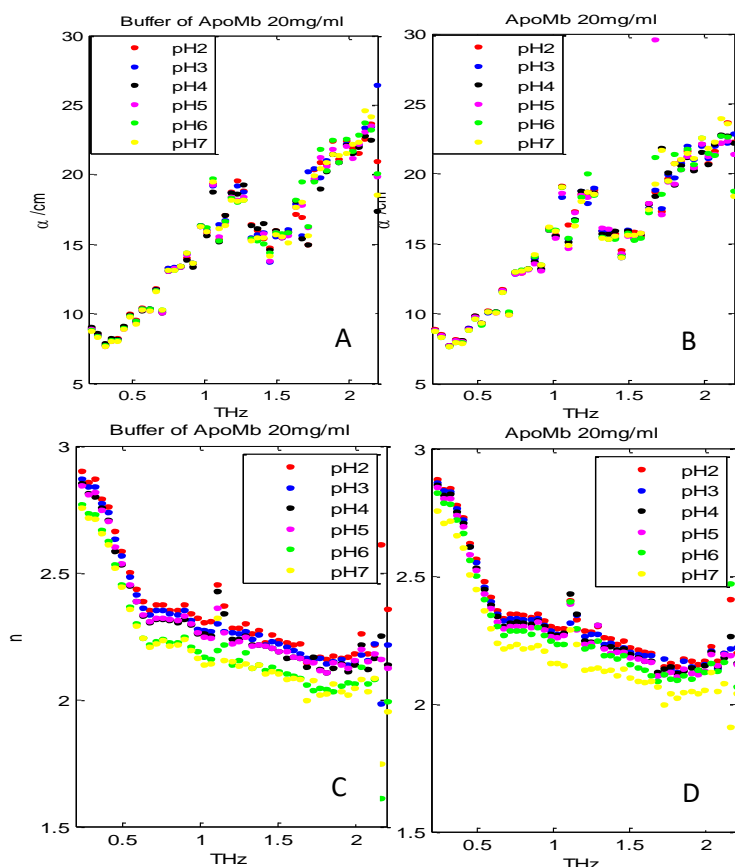 Buffer of ApoMb 20mg/ml
30
25
20
15
10
5
α /cm
pH2
pH3
pH4
pH5
pH6
pH7
A
0.5
1
1.5
2
THz
ApoMb 20mg/ml
30
25
20
15
10
5
α /cm
pH2
pH3
pH4
pH5
pH6
pH7
B
0.5
1
1.5
2
THz
Buffer of ApoMb 20mg/ml
3
2.5
2
1.5
n
pH2
pH3
pH4
pH5
pH6
pH7
C
0.5
1
1.5
2
THz
ApoMb 20mg/ml
3
2.5
2
1.5
pH2
pH3
pH4
pH5
pH6
pH7
D
0.5
1
1.5
2
THz